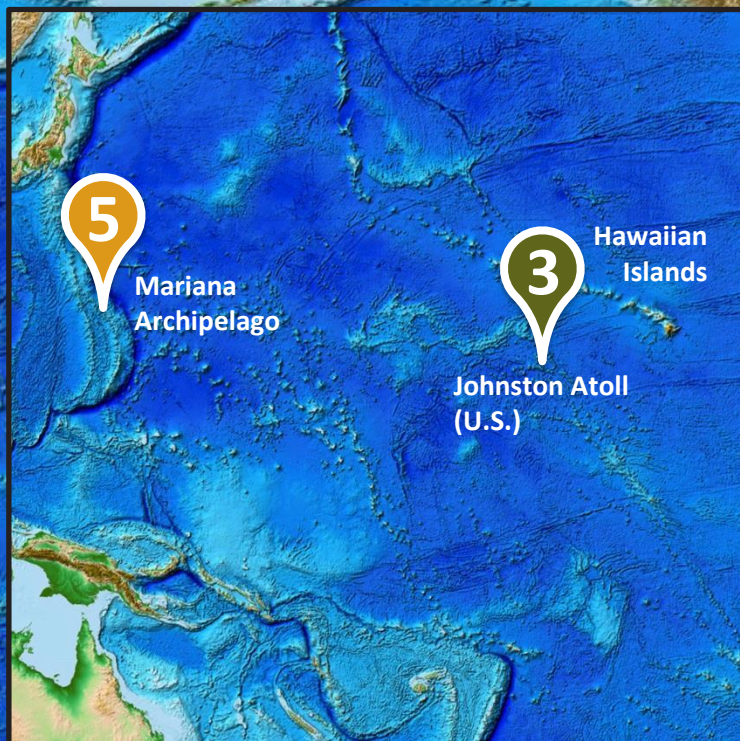 5
Mariana
Archipelago
3
Hawaiian
Islands
Johnston Atoll
(U.S.)